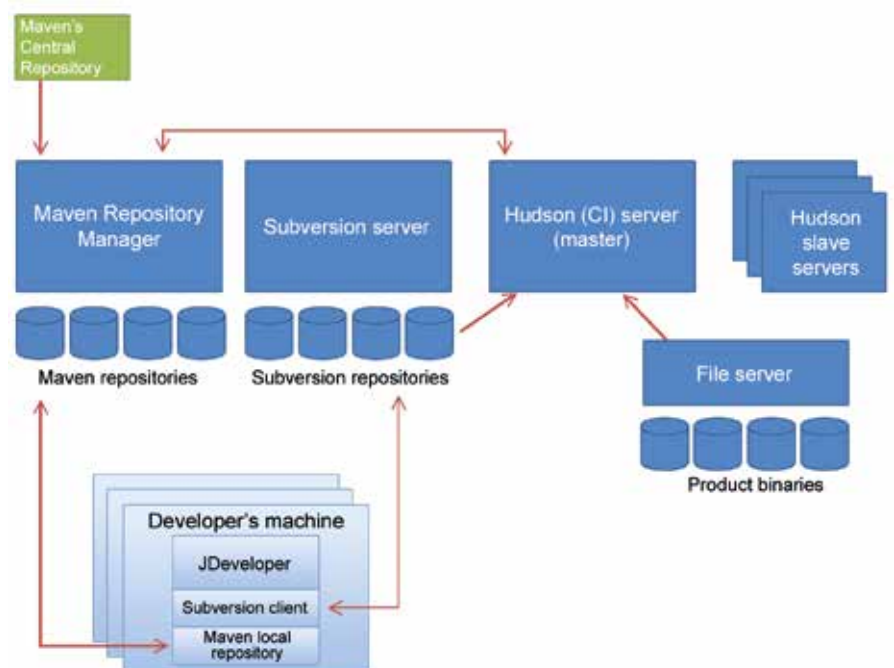 Maven's
Central
Repository
Maven Repository
Manager
Subversion server
Hudson (CI) server
(master)
Hudson
slave
servers
Maven repositories
Subversion repositories
File server
Product binaries
Developer's machine
JDeveloper
Subversion client
Maven local
repository